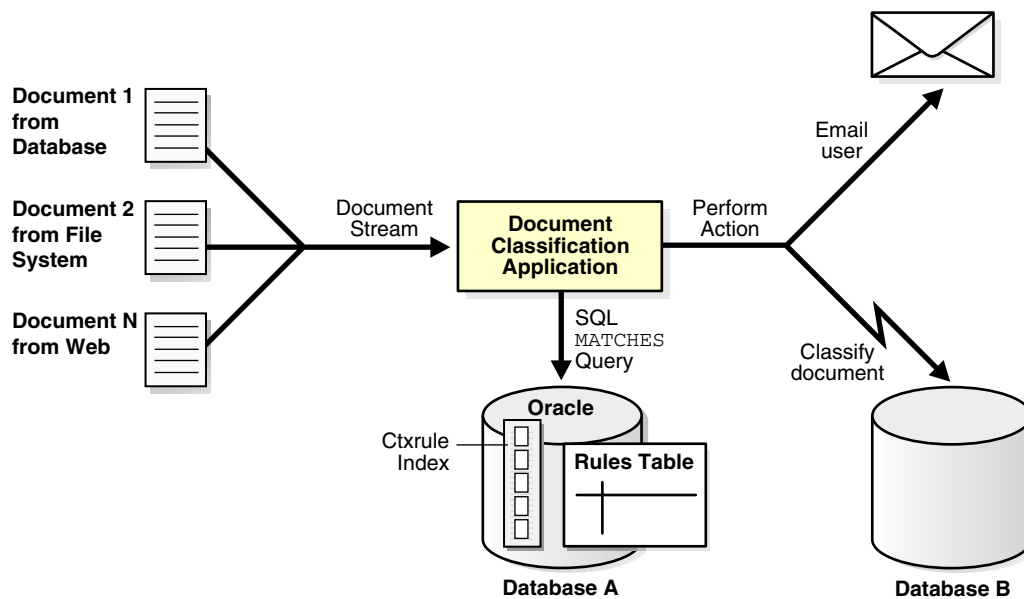 Document 1
from
Database
Document 2
from File
System
Document N
from Web
Document
Stream
Document
Classification
Application
Perform
Action
Email
user
Classify
document
SQL
MATCHES
Query
Oracle
Ctxrule
Index
Rules Table
Database A
Database B